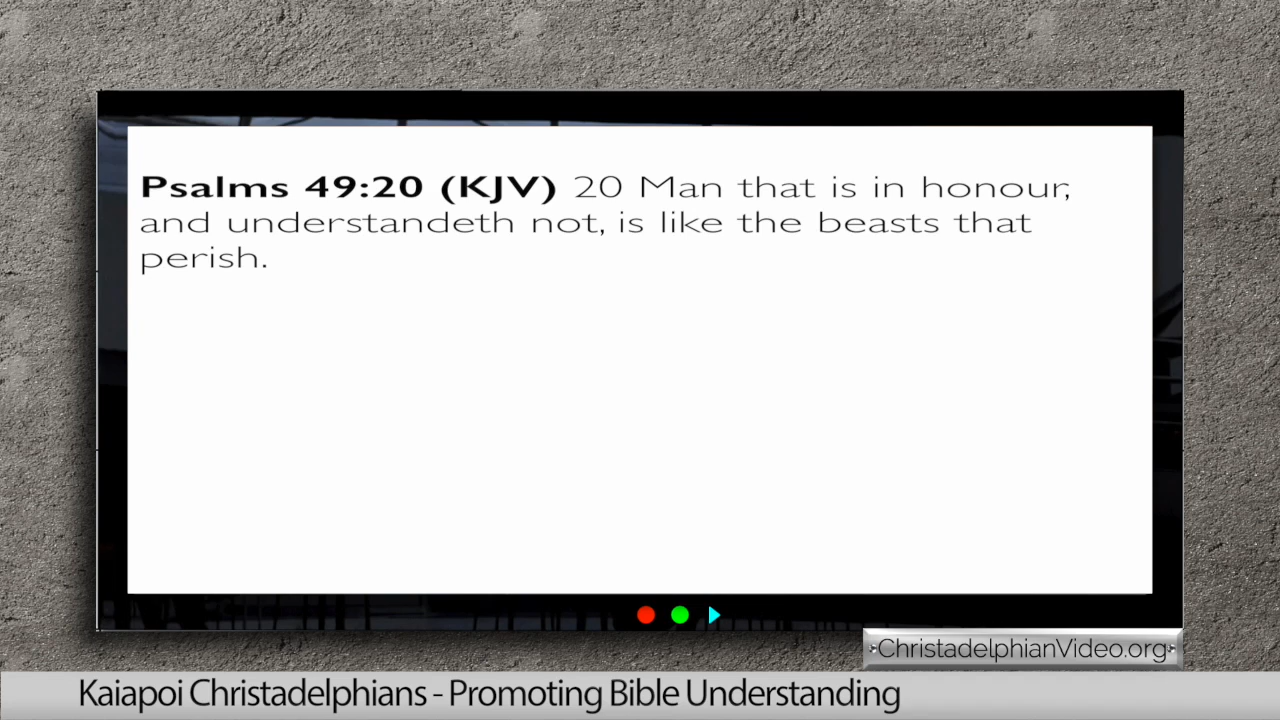 Psalms 49:20 (KJV) 20 Man that is in honour,
and understandeth not, is like the beasts that
perish.
ChristadelphianVideo.org
Kaiapoi Christadelphians - Promoting Bible Understanding